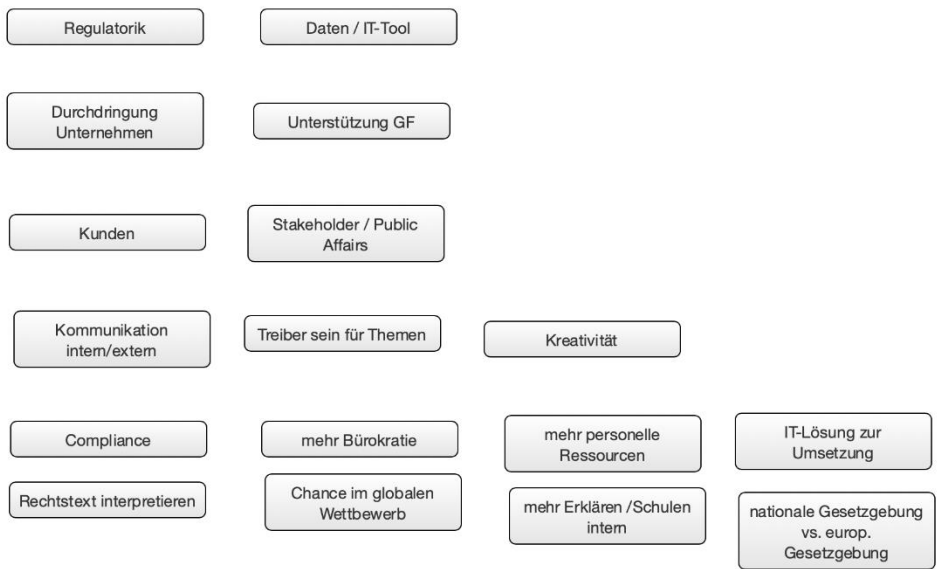 Regulatorik
Daten / IT-Tool
Durchdringung
Unternehmen
Unterstützung GF
Kunden
Stakeholder / Public
Affairs
Kommunikation
intern/extern
Treiber sein für Themen
Kreativität
Compliance
mehr Bürokratie
mehr personelle
Ressourcen
IT-Lösung zur
Umsetzung
Rechtstext interpretieren
Chance im globalen
Wettbewerb
mehr Erklären /Schulen
intern
nationale Gesetzgebung
vs. europ.
Gesetzgebung